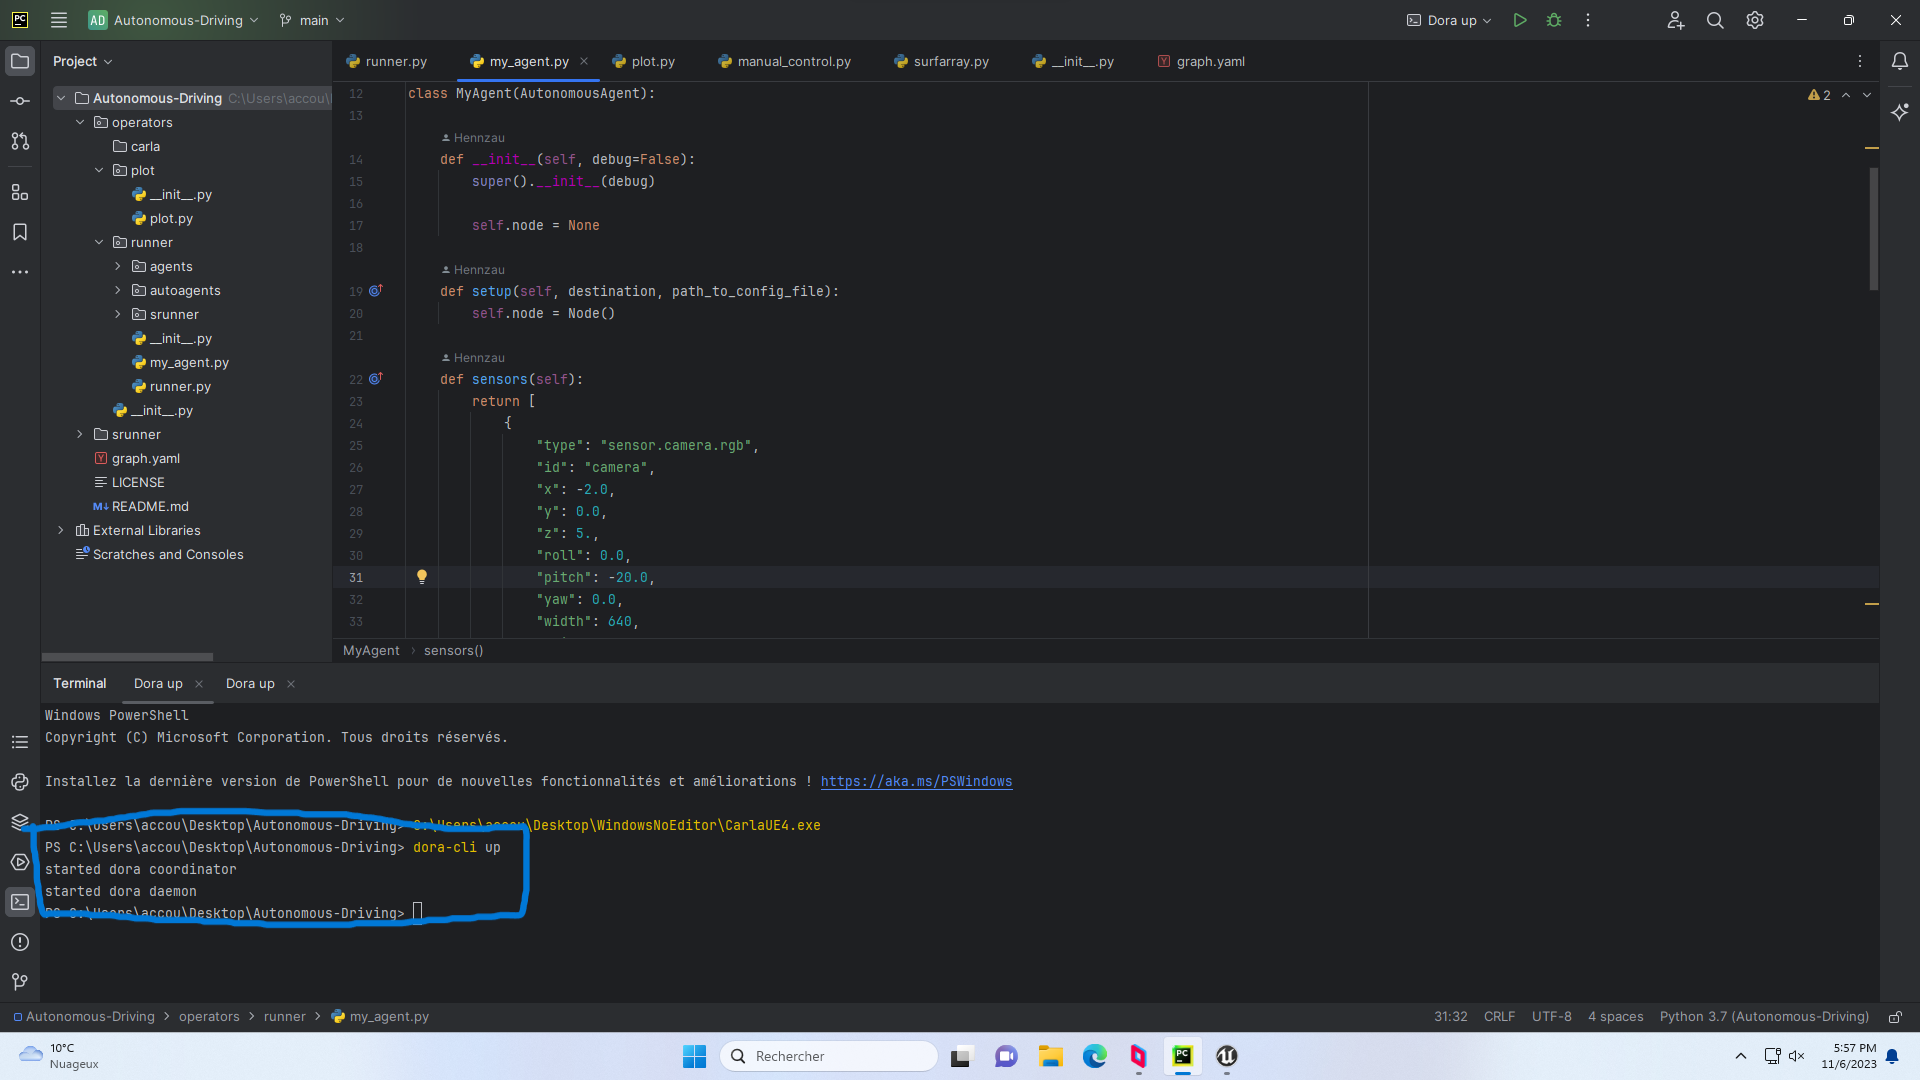 PC
AD Autonomous-Driving
main
Dora up
Project
runner.py
my_agent.py
plot.py
manual_control.py
surfarray.py
__init__.py
graph.yaml
Autonomous-Driving C:\Users\accou\
operators
carla
plot
__init__.py
plot.py
runner
agents
autoagents
srunner
__init__.py
my_agent.py
runner.py
__init__.py
srunner
graph.yaml
LICENSE
README.md
External Libraries
Scratches and Consoles
2
12 class MyAgent(AutonomousAgent):
13
Hennzau
14 def __init__(self, debug=False):
15 super().__init__(debug)
16
17 self.node = None
18
Hennzau
19 def setup(self, destination, path_to_config_file):
20 self.node = Node()
21
Hennzau
22 def sensors(self):
23 return [
24 {
25 "type": "sensor.camera.rgb",
26 "id": "camera",
27 "x": -2.0,
28 "y": 0.0,
29 "z": 5.,
30 "roll": 0.0,
31 "pitch": -20.0,
32 "yaw": 0.0,
33 "width": 640,
MyAgent › sensors()
Terminal
Dora up
Dora up
Windows PowerShell
Copyright (C) Microsoft Corporation. Tous droits réservés.
Installez la dernière version de PowerShell pour de nouvelles fonctionnalités et améliorations ! https://aka.ms/PSWindows
PS C:\Users\accou\Desktop\Autonomous-Driving> C:\Users\accou\Desktop\WindowsNoEditor\CarlaUE4.exe
PS C:\Users\accou\Desktop\Autonomous-Driving> dora-cli up
started dora coordinator
started dora daemon
PS C:\Users\accou\Desktop\Autonomous-Driving>
Autonomous-Driving > operators > runner > my_agent.py
31:32 CRLF UTF-8 4 spaces Python 3.7 (Autonomous-Driving)
10°C
Nuageux
Rechercher
PC
5:57 PM
11/6/2023